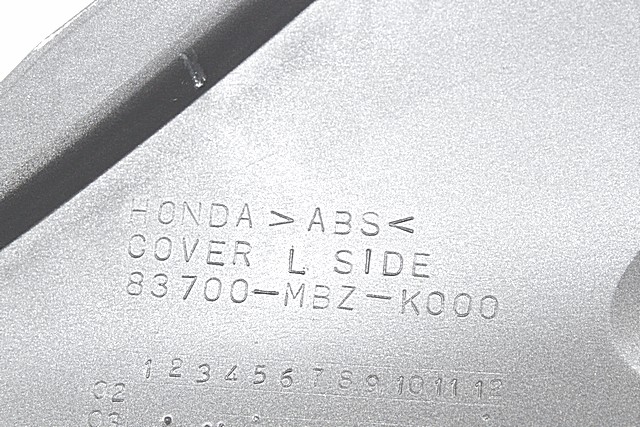 HONDA >ABS<
COVER L SIDE
83700-MBZ-K000
1 2 3 4 5 6 7 8 9 10 11 12
02
03